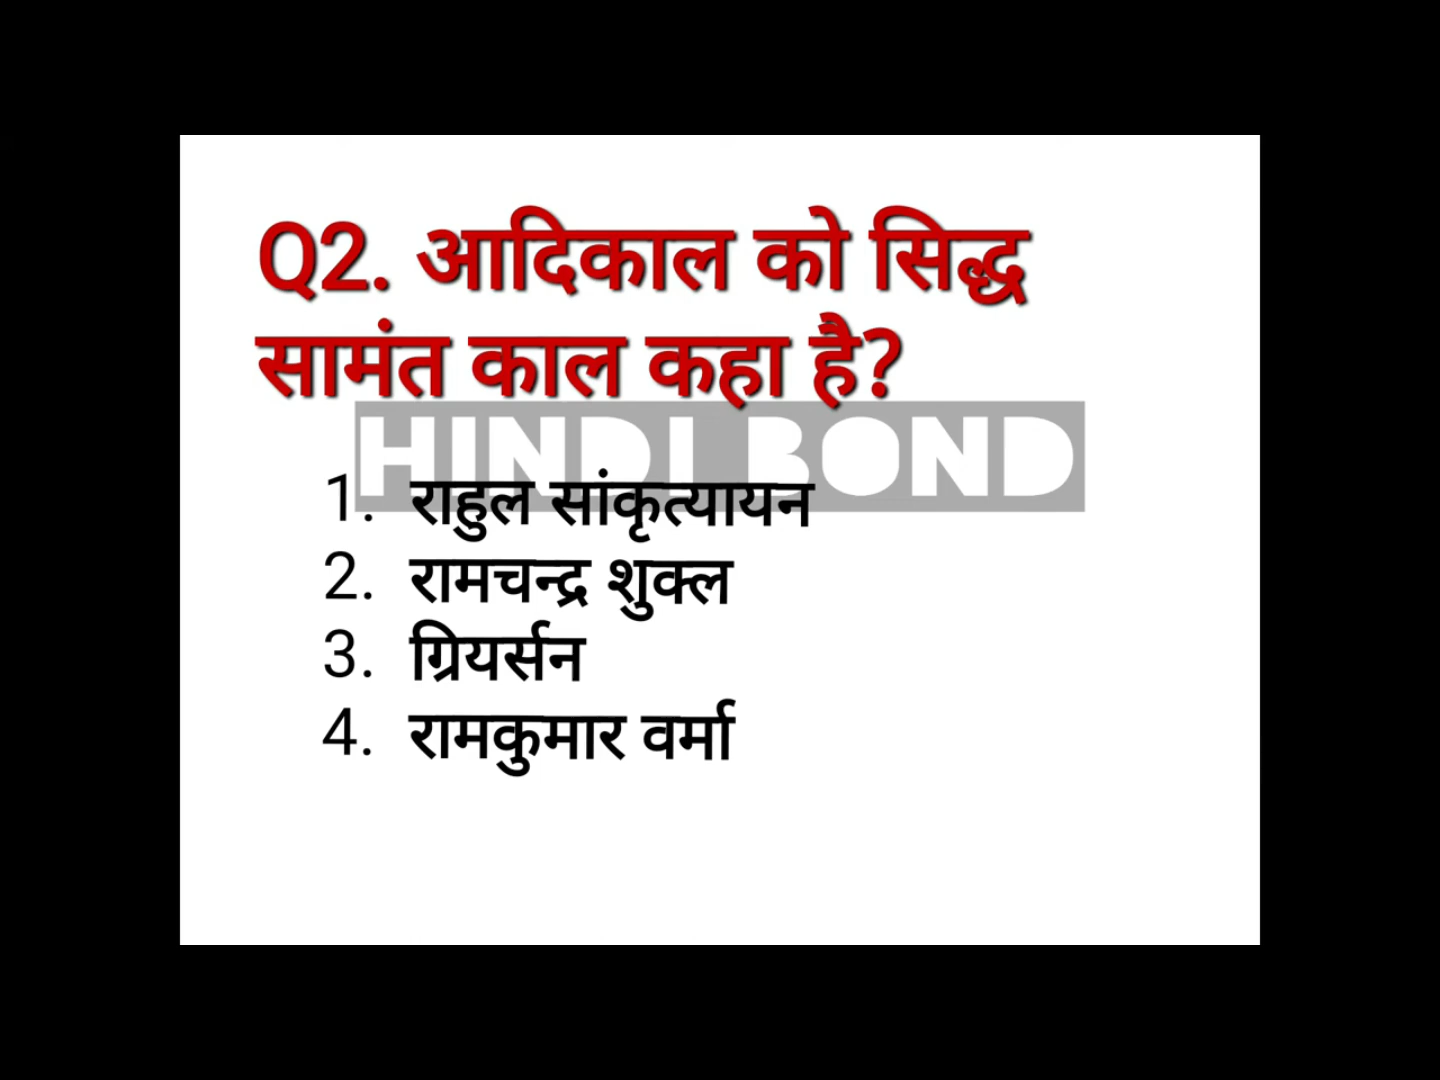 Q2. आदिकाल को सिद्ध
सामंत काल कहा है?
HINDI BOND
1. राहुल सांकृत्यायन
2. रामचन्द्र शुक्ल
3. ग्रियर्सन
4. रामकुमार वर्मा